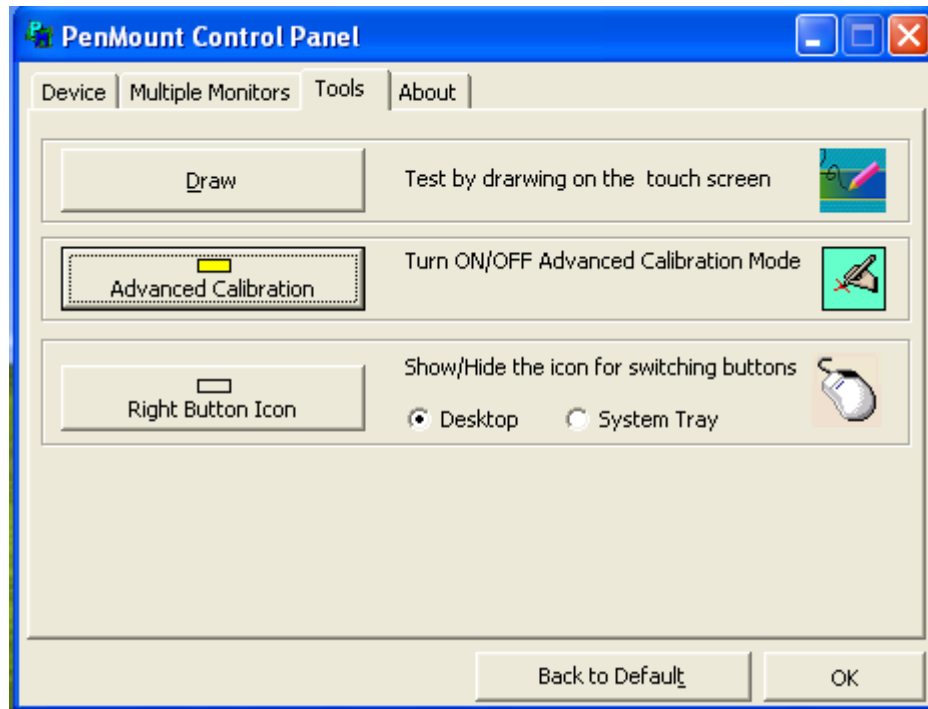 PenMount Control Panel
Device Multiple Monitors Tools About
Draw Test by drarwing on the touch screen
Advanced Calibration Turn ON/OFF Advanced Calibration Mode
Right Button Icon Show/Hide the icon for switching buttons
Desktop System Tray
Back to Default OK